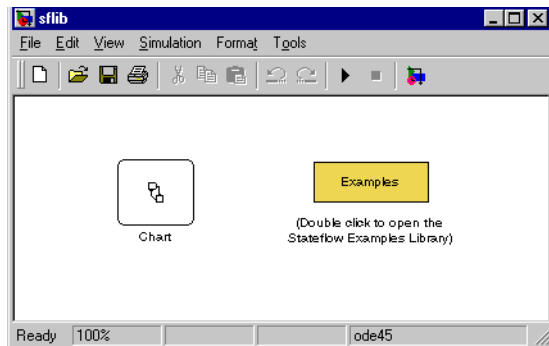 sflib
File Edit View Simulation Format Tools
Examples
(Double click to open the
Stateflow Examples Library)
Chart
Ready 100% ode45